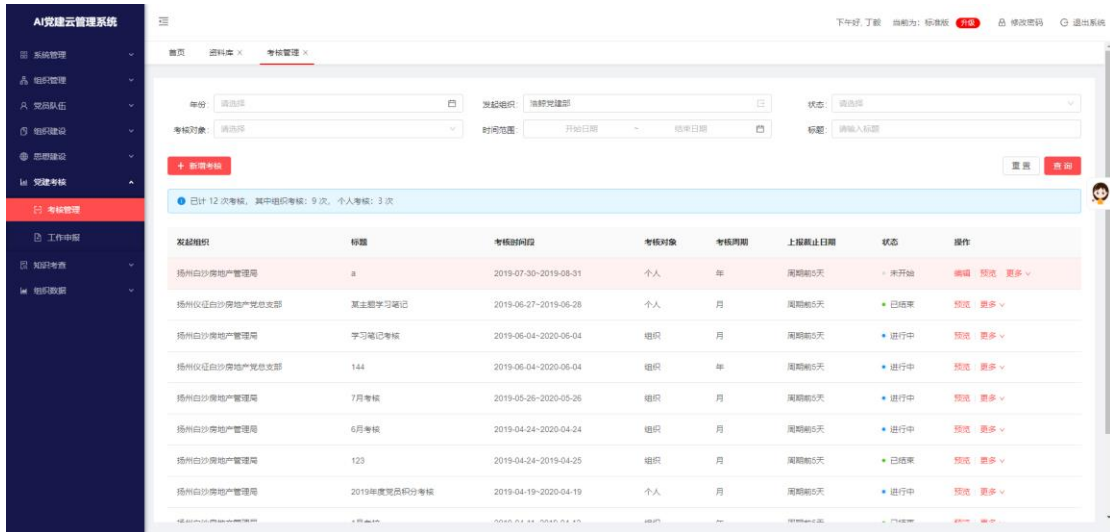 AI党建云管理系统
下午好, 丁毅 当前为: 标准版 升级 修改密码 退出系统
系统管理
组织管理
党员队伍
组织建设
思想建设
党建考核
考核管理
工作申报
知识考查
组织数据
首页 资料库 × 考核管理 ×
年份: 请选择 发起组织: 油鲸党建部 状态: 请选择
考核对象: 请选择 时间范围: 开始日期 ~ 结束日期 标题: 请输入标题
+ 新增考核 重置 查询
已计 12 次考核, 其中组织考核: 9 次, 个人考核: 3 次
发起组织 标题 考核时间段 考核对象 考核周期 上报截止日期 状态 操作
扬州白沙房地产管理局 a 2019-07-30~2019-08-31 个人 年 周期前5天 未开始 编辑 预览 更多
扬州仪征白沙房地产党总支部 某主题学习笔记 2019-06-27~2019-06-28 个人 月 周期前5天 已结束 预览 更多
扬州白沙房地产管理局 学习笔记考核 2019-06-04~2020-06-04 组织 月 周期前5天 进行中 预览 更多
扬州仪征白沙房地产党总支部 144 2019-06-04~2020-06-04 组织 年 周期前5天 进行中 预览 更多
扬州白沙房地产管理局 7月考核 2019-05-26~2020-05-26 组织 月 周期前5天 进行中 预览 更多
扬州白沙房地产管理局 6月考核 2019-04-24~2020-04-24 组织 月 周期前5天 进行中 预览 更多
扬州白沙房地产管理局 123 2019-04-24~2019-04-25 组织 月 周期前5天 已结束 预览 更多
扬州白沙房地产管理局 2019年度党员积分考核 2019-04-19~2020-04-19 个人 月 周期前5天 进行中 预览 更多